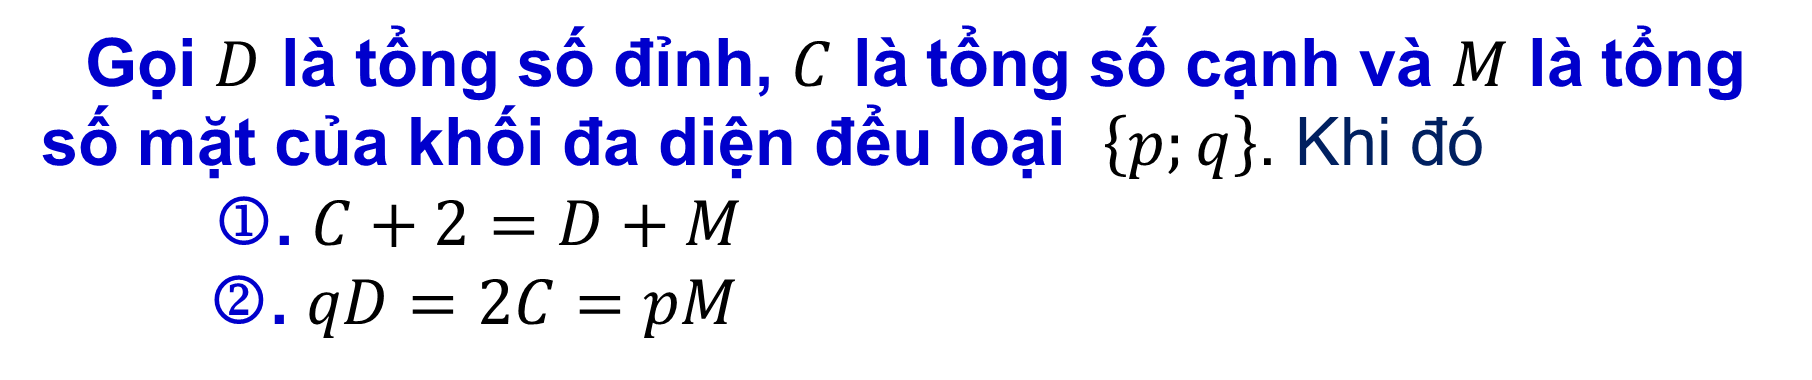 Gọi D là tổng số đỉnh, C là tổng số cạnh và M là tổng
số mặt của khối đa diện đều loại {p; q}. Khi đó
①. C + 2 = D + M
②. qD = 2C = pM